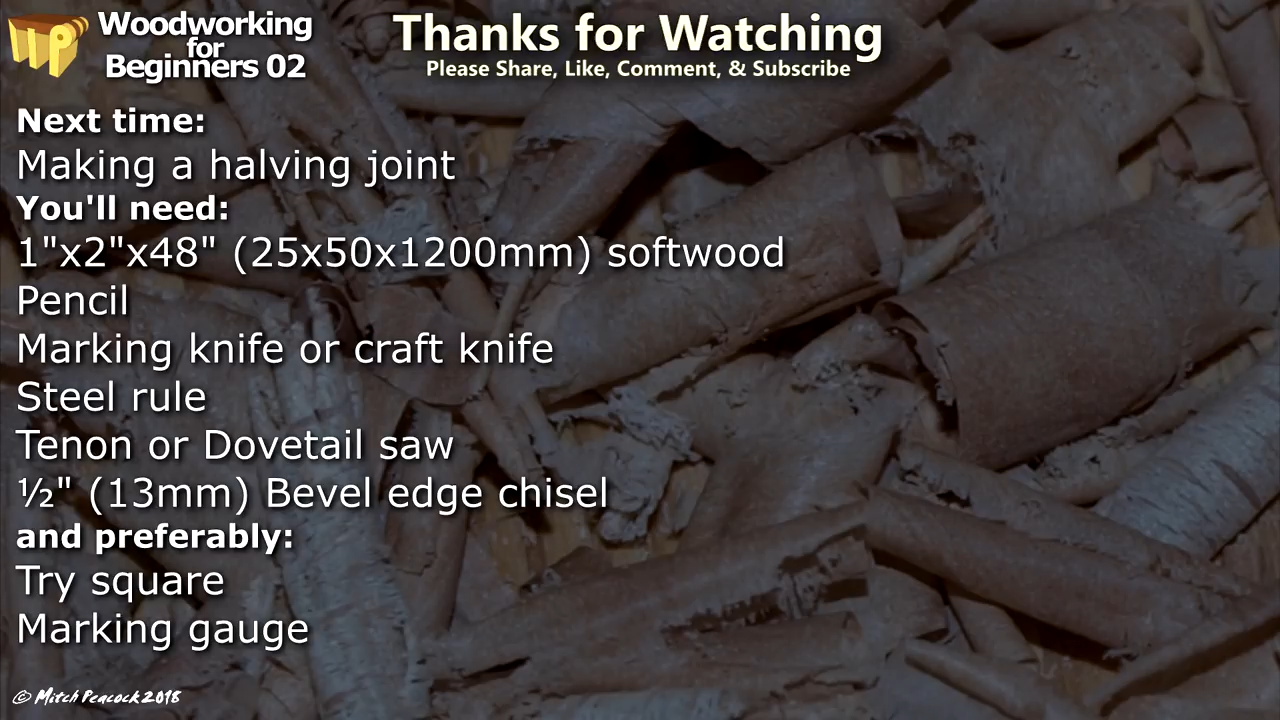 Woodworking
for
Beginners 02
Thanks for Watching
Please Share, Like, Comment, & Subscribe
Next time:
Making a halving joint
You'll need:
1"x2"x48" (25x50x1200mm) softwood
Pencil
Marking knife or craft knife
Steel rule
Tenon or Dovetail saw
½" (13mm) Bevel edge chisel
and preferably:
Try square
Marking gauge
© Mitch Peacock 2018